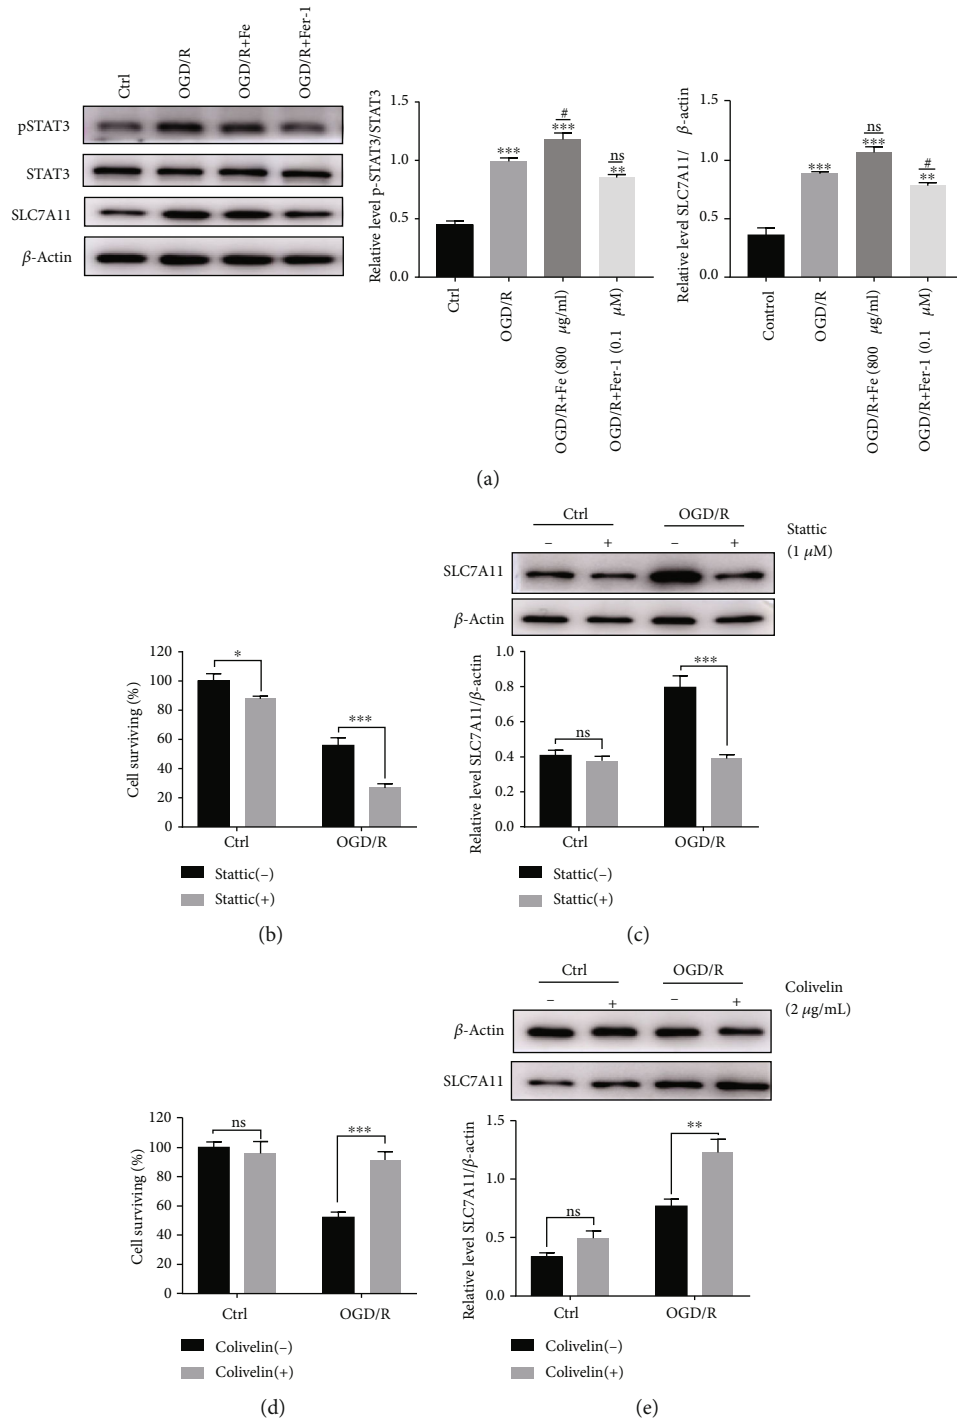 Ctrl
OGD/R
OGD/R+Fe
OGD/R+Fer-1
pSTAT3
STAT3
SLC7A11
β-Actin
Relative level p-STAT3/STAT3
1.5
1.0
0.5
0.0
***
#
***
ns
**
Ctrl
OGD/R
OGD/R+Fe (800 μg/ml)
OGD/R+Fer-1 (0.1 μM)
Relative level SLC7A11/ β-actin
1.5
1.0
0.5
0.0
***
ns
***
#
**
Control
OGD/R
OGD/R+Fe (800 μg/ml)
OGD/R+Fer-1 (0.1 μM)
(a)
Cell surviving (%)
120
100
80
60
40
20
0
*
***
Ctrl
OGD/R
Stattic(–)
Stattic(+)
(b)
Ctrl
OGD/R
Stattic
(1 μM)
– + – +
SLC7A11
β-Actin
Relative level SLC7A11/β-actin
1.0
0.8
0.6
0.4
0.2
0.0
ns
***
Ctrl
OGD/R
Stattic(–)
Stattic(+)
(c)
Cell surviving (%)
120
100
80
60
40
20
0
ns
***
Ctrl
OGD/R
Colivelin(–)
Colivelin(+)
(d)
Ctrl
OGD/R
Colivelin
(2 μg/mL)
– + – +
β-Actin
SLC7A11
Relative level SLC7A11/β-actin
1.5
1.0
0.5
0.0
ns
**
Ctrl
OGD/R
Colivelin(–)
Colivelin(+)
(e)